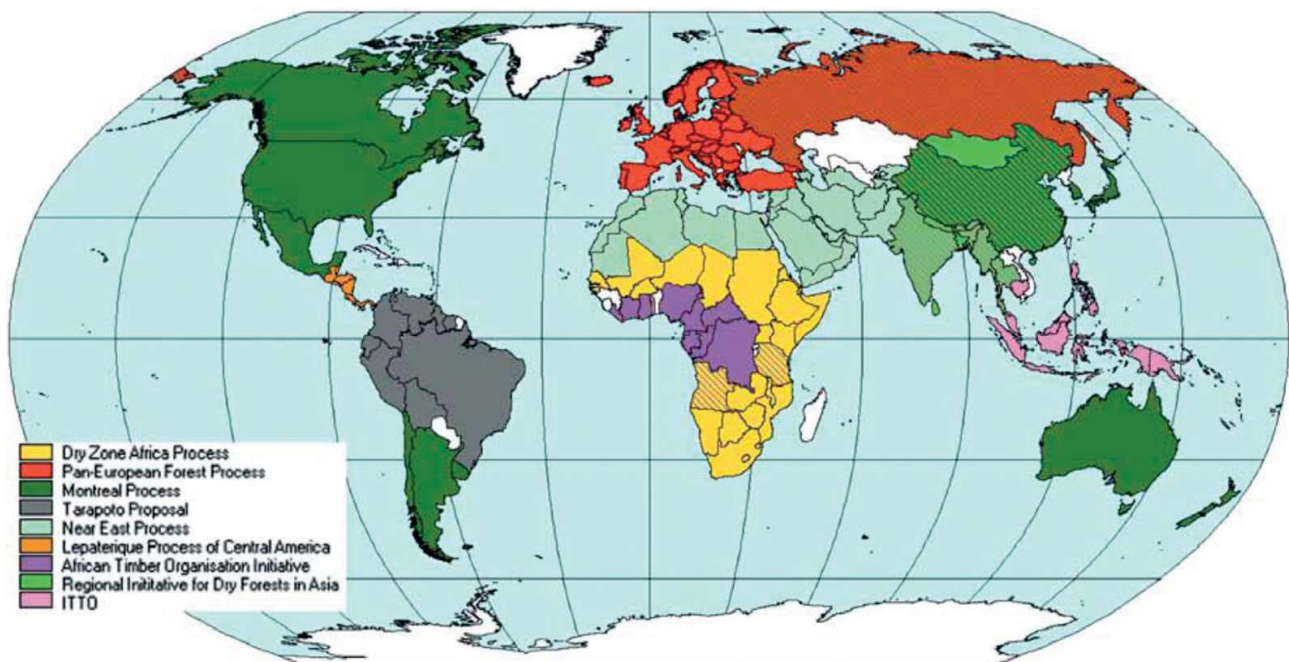 Dry Zone Africa Process
Pan-European Forest Process
Montreal Process
Tarapoto Proposal
Near East Process
Lepaterique Process of Central America
African Timber Organisation Initiative
Regional Inititative for Dry Forests in Asia
ITTO